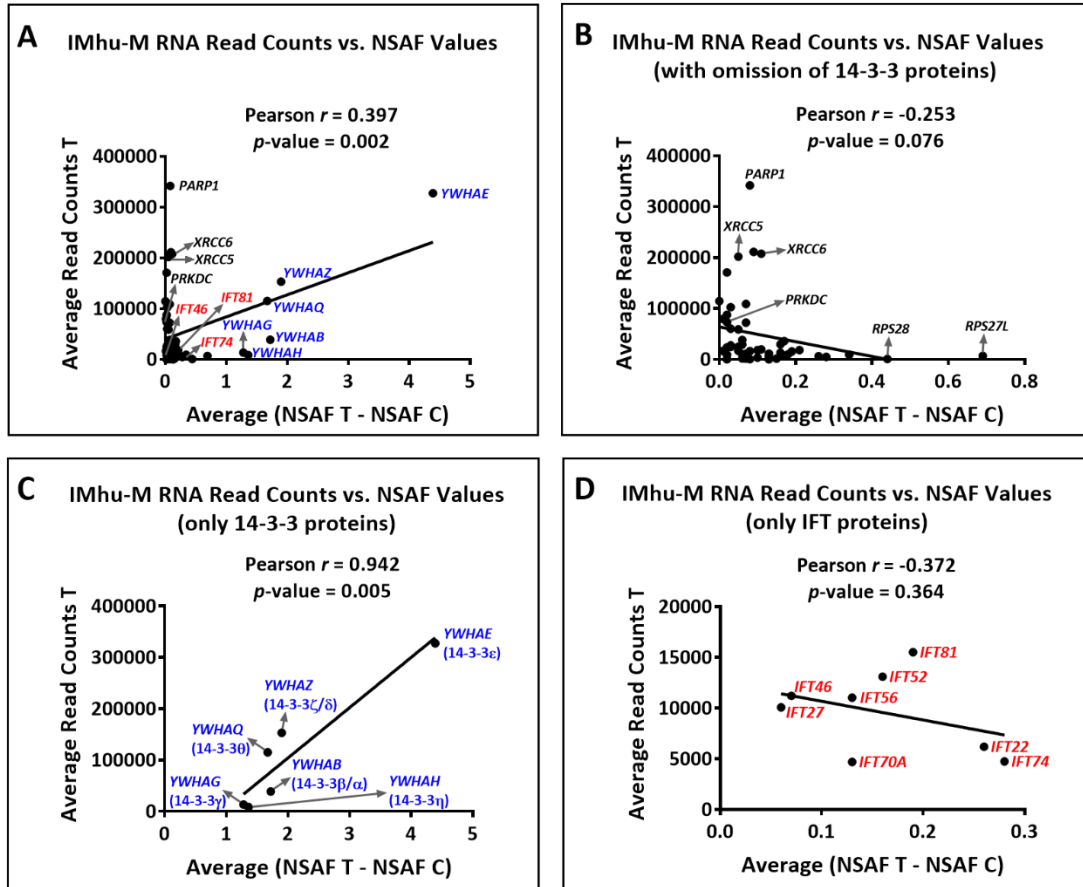 A
IMhu-M RNA Read Counts vs. NSAF Values
Pearson r = 0.397
p-value = 0.002
Average Read Counts T
400000
300000
200000
100000
0
PARP1
XRCC6
XRCC5
PRKDC
IFT46
IFT81
IFT74
YWHAE
YWHAZ
YWHAQ
YWHAG
YWHAB
YWHAH
0 1 2 3 4 5
Average (NSAF T - NSAF C)
B
IMhu-M RNA Read Counts vs. NSAF Values
(with omission of 14-3-3 proteins)
Pearson r = -0.253
p-value = 0.076
Average Read Counts T
400000
300000
200000
100000
0
PARP1
XRCC5
XRCC6
PRKDC
RPS28
RPS27L
0.0 0.2 0.4 0.6 0.8
Average (NSAF T - NSAF C)
C
IMhu-M RNA Read Counts vs. NSAF Values
(only 14-3-3 proteins)
Pearson r = 0.942
p-value = 0.005
Average Read Counts T
400000
300000
200000
100000
0
YWHAE
(14-3-3ε)
YWHAZ
(14-3-3ζ/δ)
YWHAQ
(14-3-3θ)
YWHAB
(14-3-3β/α)
YWHAG
(14-3-3γ)
YWHAH
(14-3-3η)
0 1 2 3 4 5
Average (NSAF T - NSAF C)
D
IMhu-M RNA Read Counts vs. NSAF Values
(only IFT proteins)
Pearson r = -0.372
p-value = 0.364
Average Read Counts T
20000
15000
10000
5000
0
IFT81
IFT52
IFT46
IFT56
IFT27
IFT22
IFT70A
IFT74
0.0 0.1 0.2 0.3
Average (NSAF T - NSAF C)